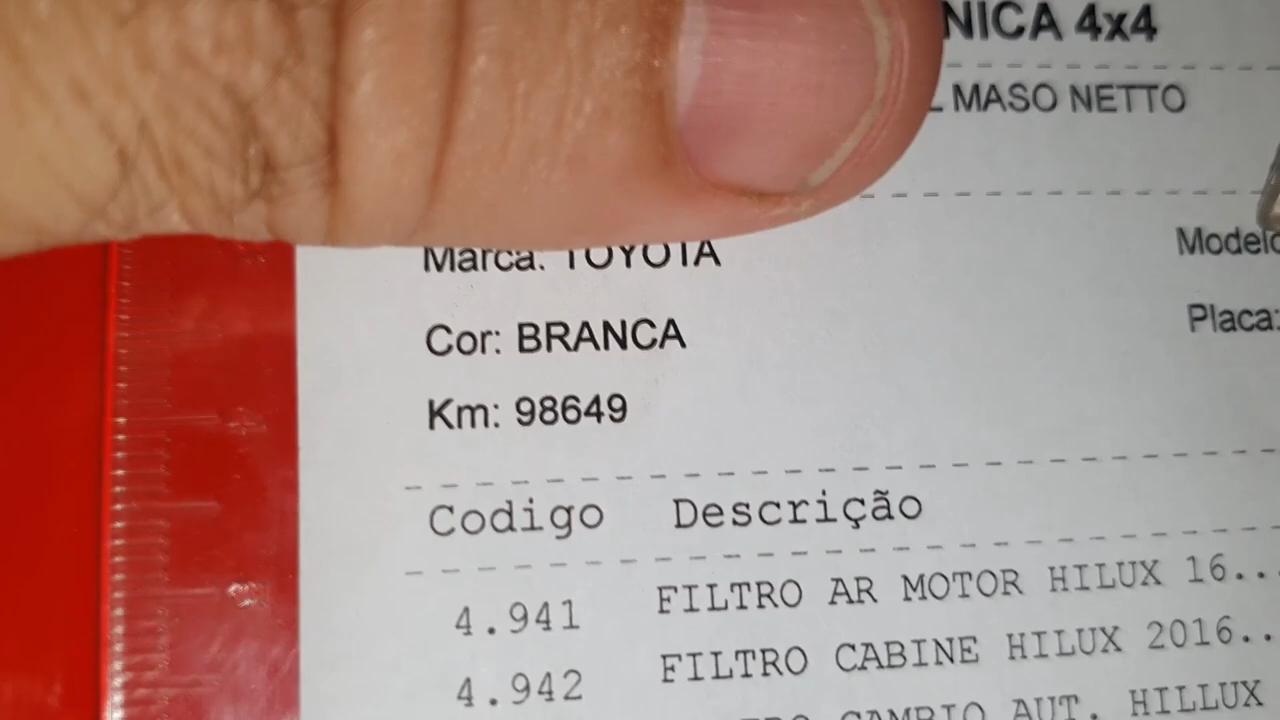 NICA 4x4
MASO NETTO
Marca: TOYOTA
Modelo
Cor: BRANCA
Placa:
Km: 98649
Codigo Descrição
4.941 FILTRO AR MOTOR HILUX 16...
4.942 FILTRO CABINE HILUX 2016..
CAMBIO AUT. HILLUX